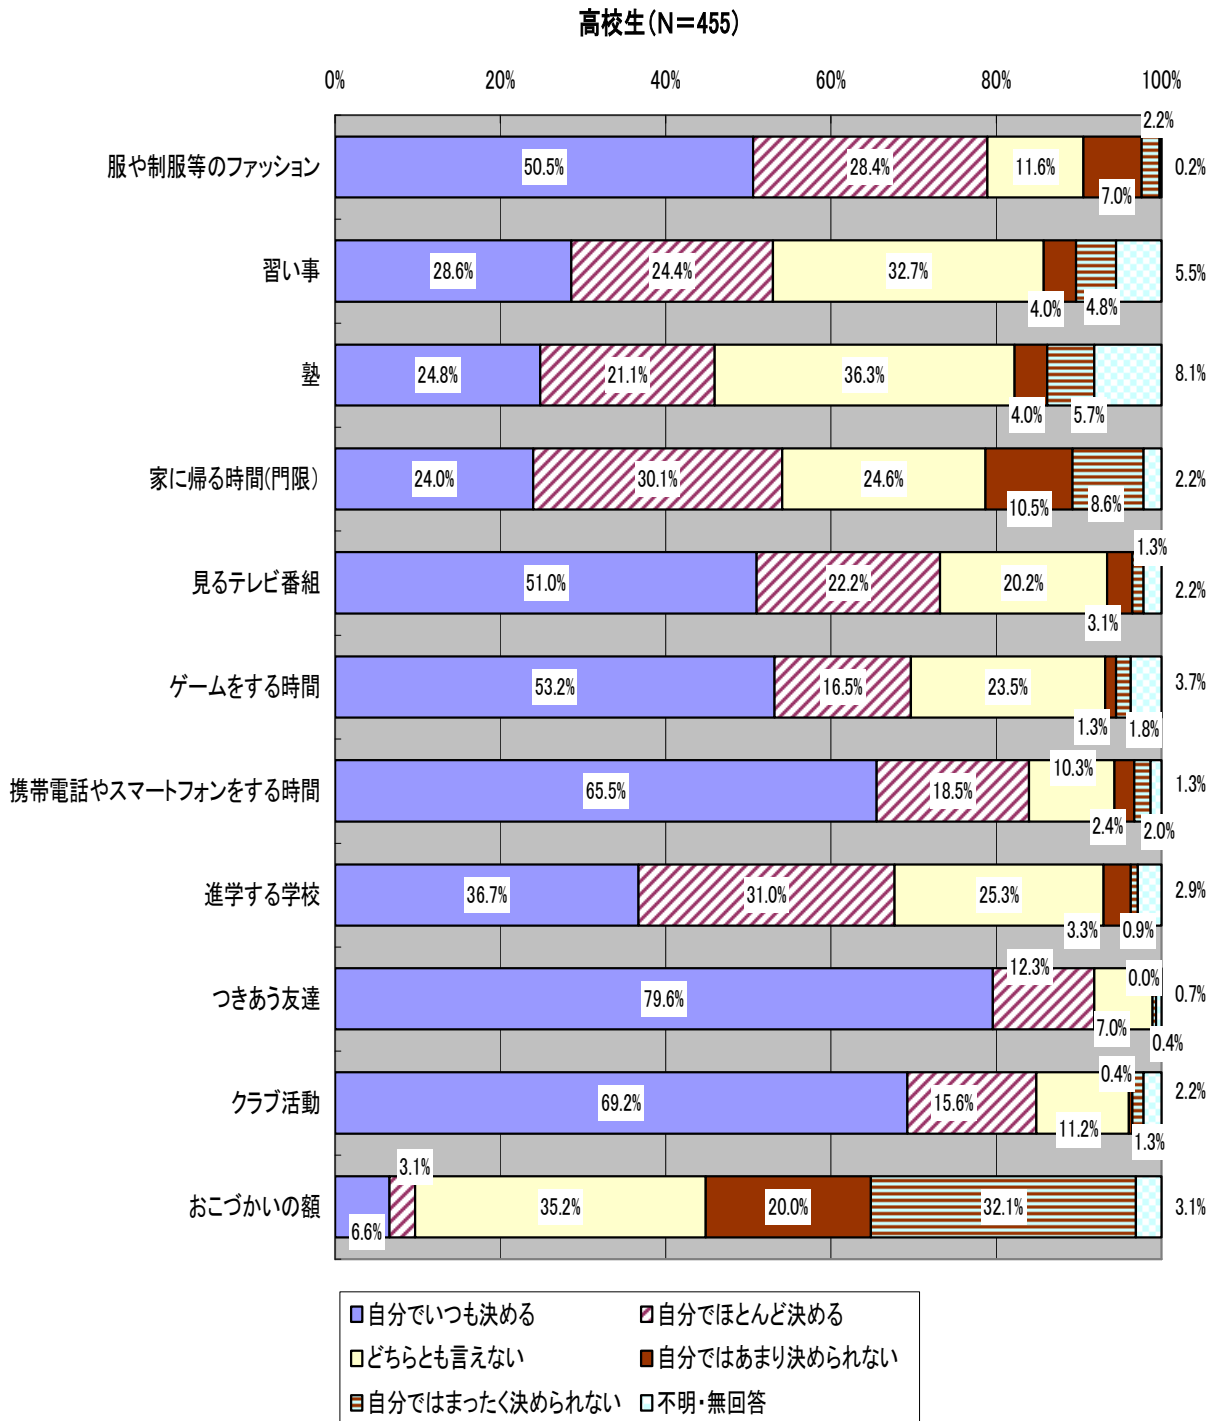 高校生(N=455)
0% 20% 40% 60% 80% 100%
服や制服等のファッション 50.5% 28.4% 11.6% 7.0% 2.2% 0.2%
習い事 28.6% 24.4% 32.7% 4.0% 4.8% 5.5%
塾 24.8% 21.1% 36.3% 4.0% 5.7% 8.1%
家に帰る時間(門限) 24.0% 30.1% 24.6% 10.5% 8.6% 2.2%
見るテレビ番組 51.0% 22.2% 20.2% 3.1% 1.3% 2.2%
ゲームをする時間 53.2% 16.5% 23.5% 1.3% 1.8% 3.7%
携帯電話やスマートフォンをする時間 65.5% 18.5% 10.3% 2.4% 2.0% 1.3%
進学する学校 36.7% 31.0% 25.3% 3.3% 0.9% 2.9%
つきあう友達 79.6% 12.3% 7.0% 0.0% 0.4% 0.7%
クラブ活動 69.2% 15.6% 11.2% 0.4% 1.3% 2.2%
おこづかいの額 6.6% 3.1% 35.2% 20.0% 32.1% 3.1%
自分でいつも決める 自分でほとんど決める
どちらとも言えない 自分ではあまり決められない
自分ではまったく決められない 不明・無回答